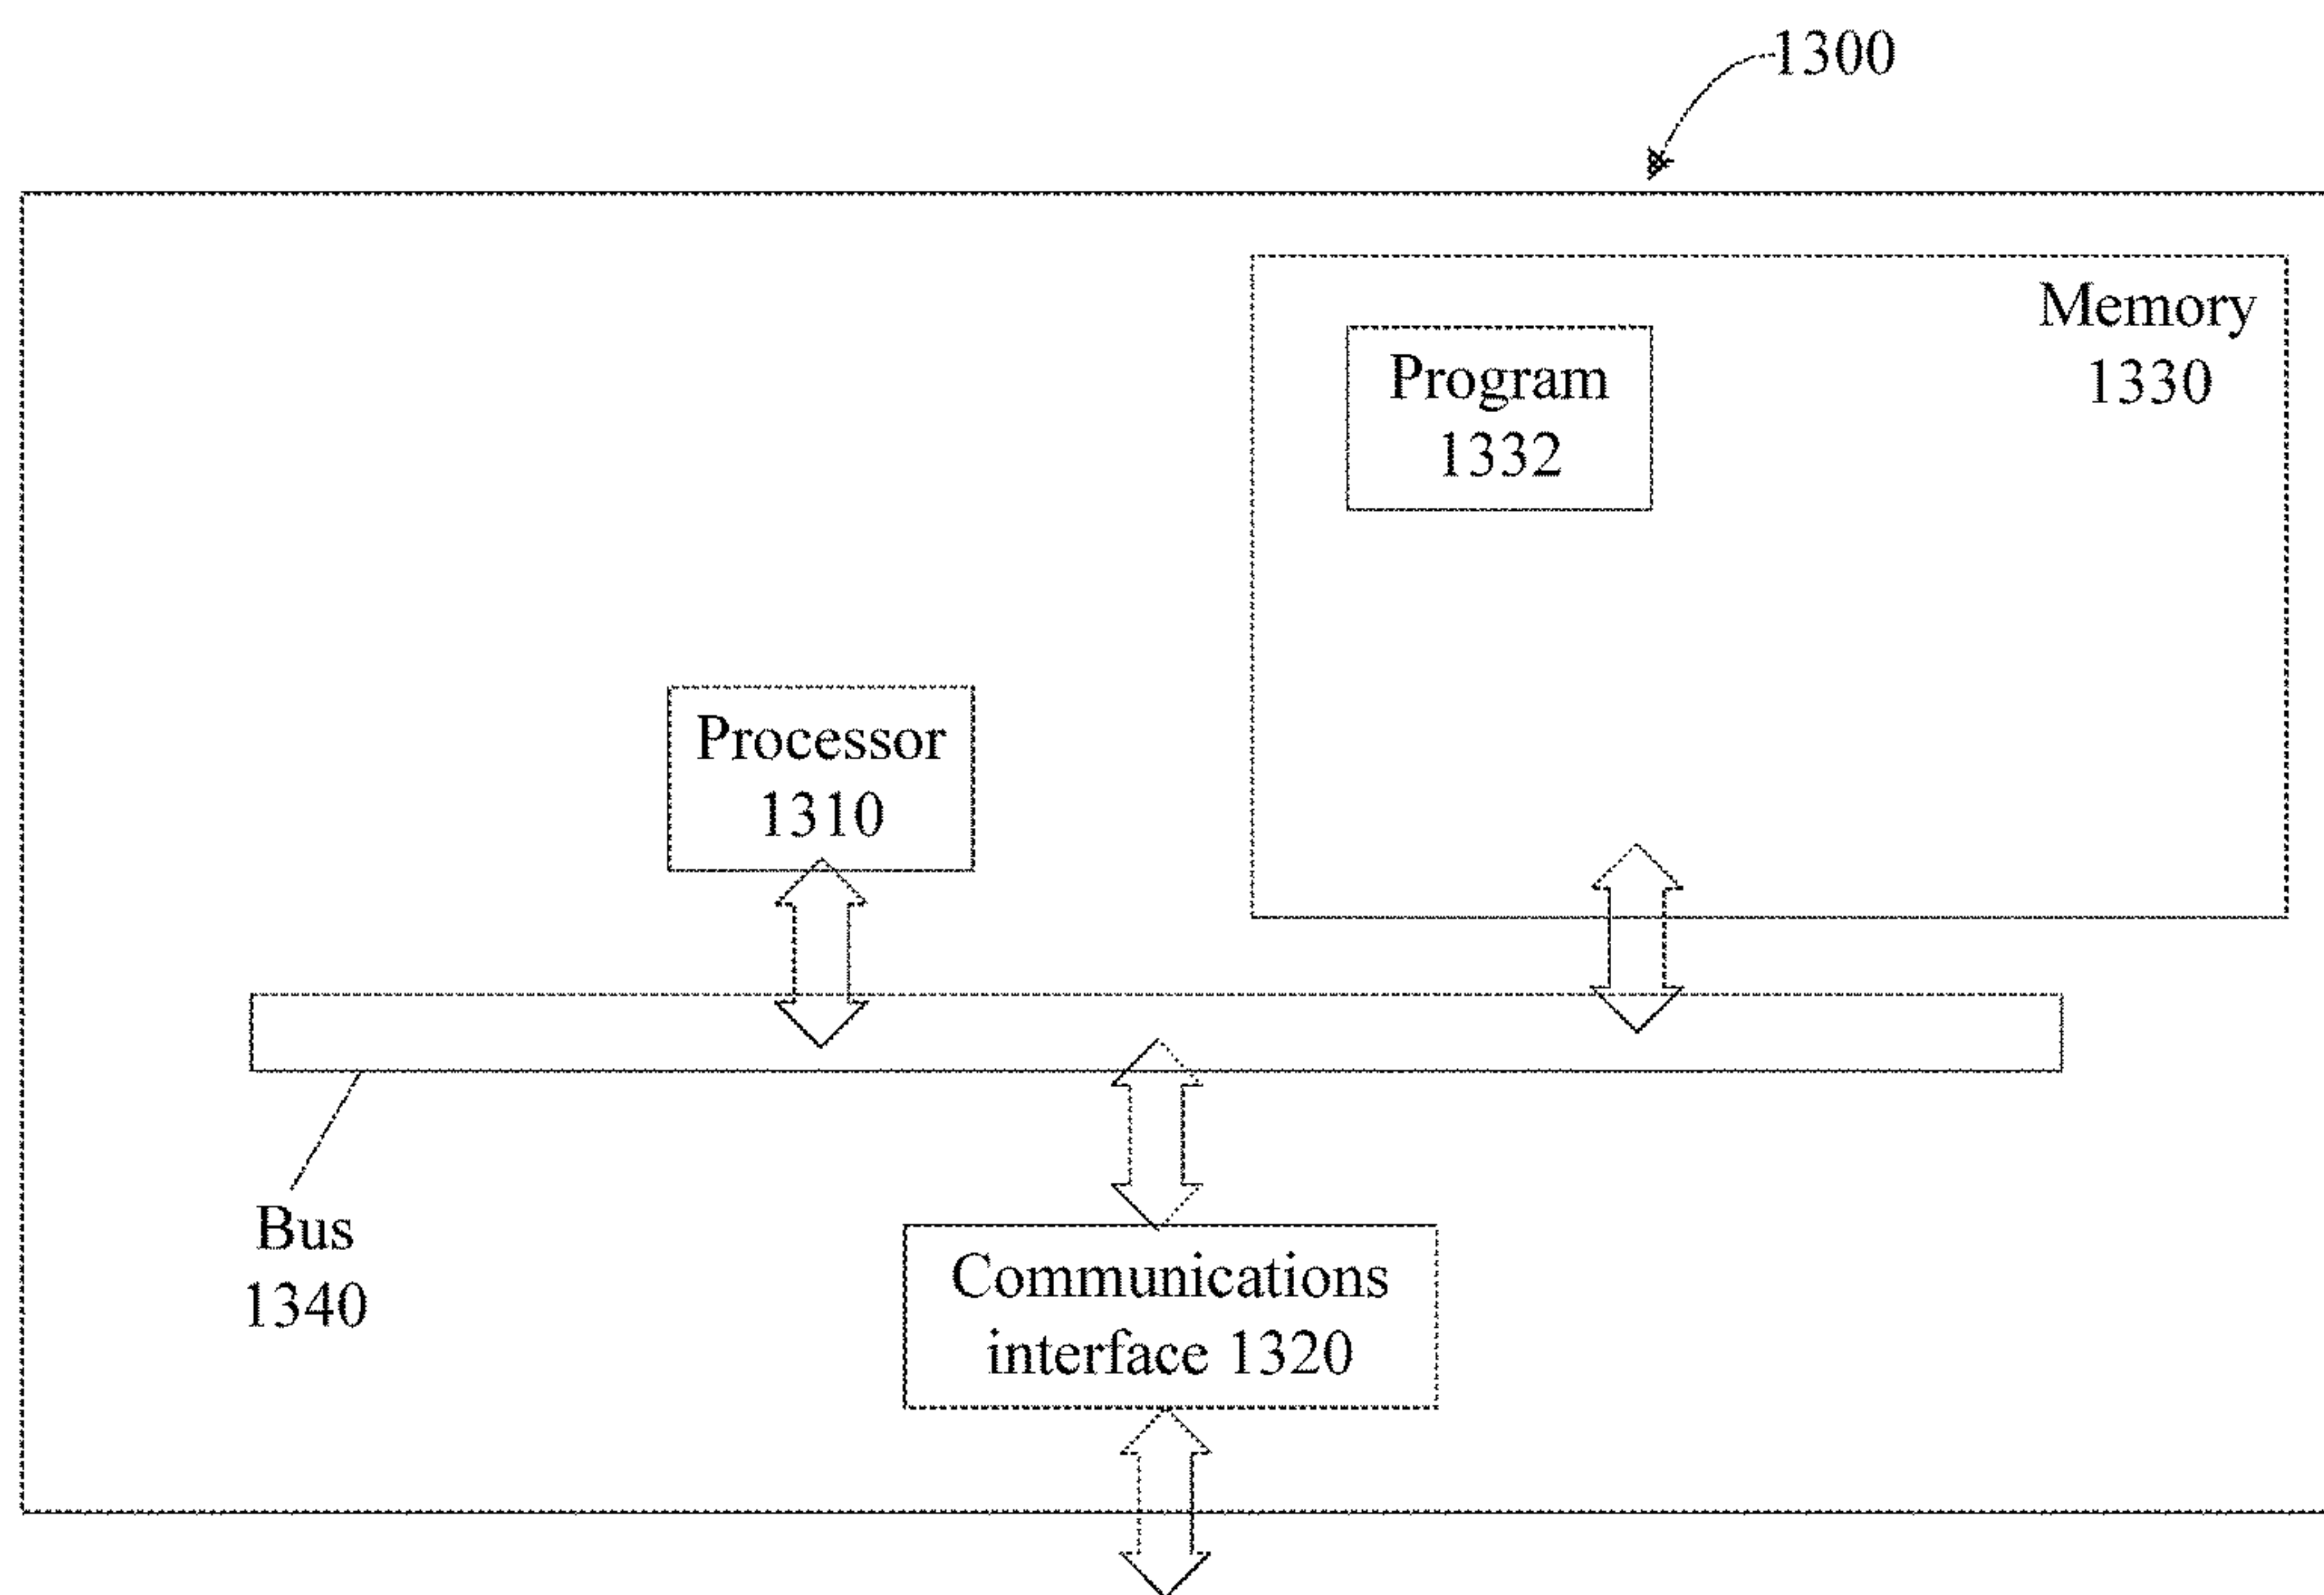 1300
Memory
1330
Program
1332
Processor
1310
Bus
1340
Communications
interface 1320